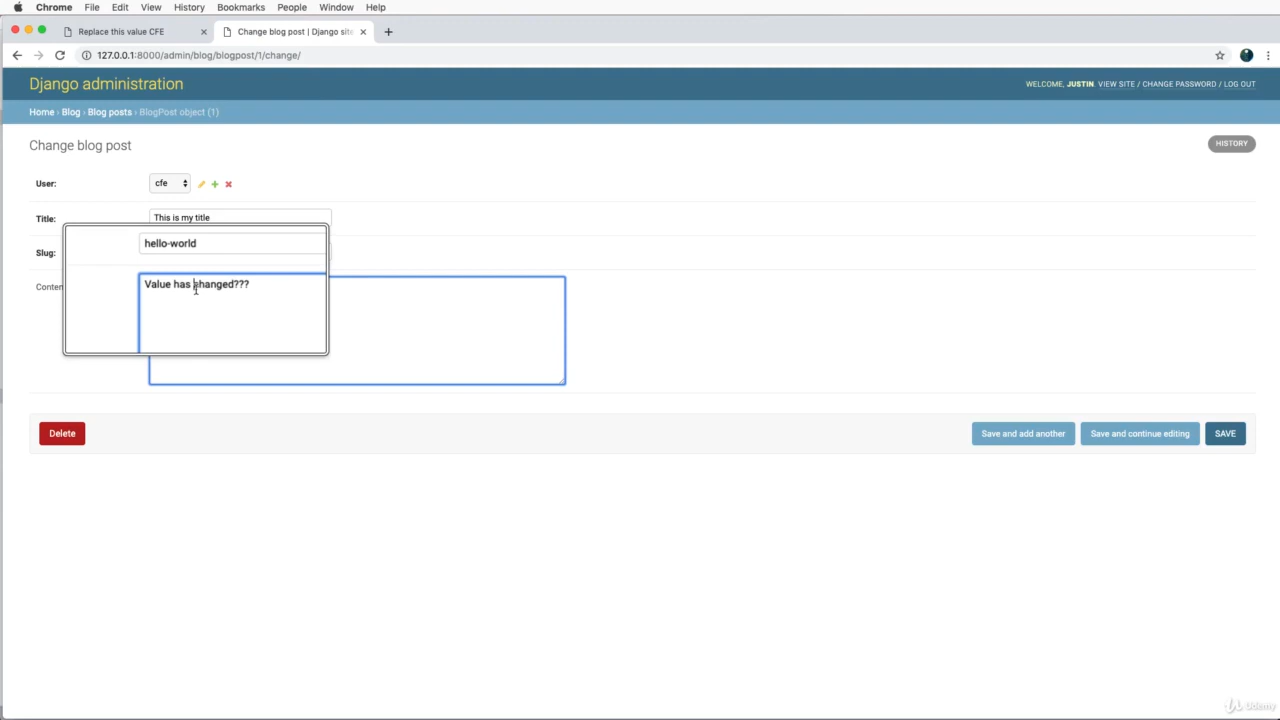 Chrome File Edit View History Bookmarks People Window Help
Replace this value CFE Change blog post | Django site
127.0.0.1:8000/admin/blog/blogpost/1/change/
Django administration
WELCOME, JUSTIN. VIEW SITE / CHANGE PASSWORD / LOG OUT
Home › Blog › Blog posts › BlogPost object (1)
Change blog post
HISTORY
User: cfe
Title: This is my title
Slug: hello-world
Conten Value has changed???
Delete Save and add another Save and continue editing SAVE
Udemy